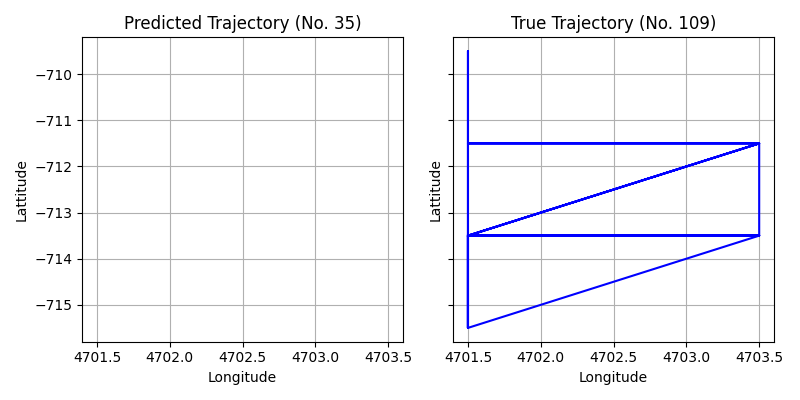 Predicted Trajectory (No. 35)
True Trajectory (No. 109)
−710
−711
−712
−713
−714
−715
Lattitude
Lattitude
4701.5 4702.0 4702.5 4703.0 4703.5
4701.5 4702.0 4702.5 4703.0 4703.5
Longitude
Longitude